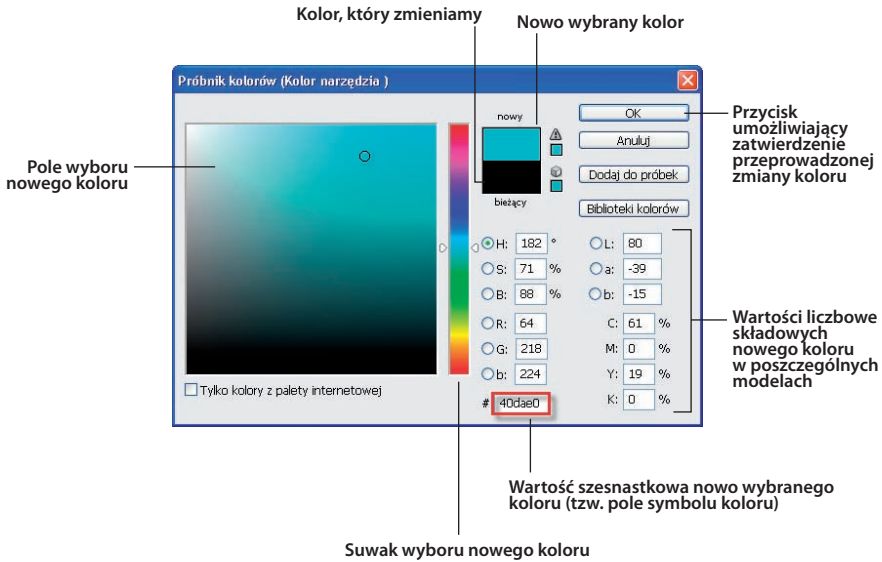 Kolor, który zmieniamy
Nowo wybrany kolor
Próbnik kolorów (Kolor narzędzia )
nowy
bieżący
OK
Anuluj
Dodaj do próbek
Biblioteki kolorów
Przycisk
umożliwiający
zatwierdzenie
przeprowadzonej
zmiany koloru
Pole wyboru
nowego koloru
H: 182 °
S: 71 %
B: 88 %
R: 64
G: 218
b: 224
# 40dae0
L: 80
a: -39
b: -15
C: 61 %
M: 0 %
Y: 19 %
K: 0 %
Wartości liczbowe
składowych
nowego koloru
w poszczególnych
modelach
Tylko kolory z palety internetowej
Wartość szesnastkowa nowo wybranego
koloru (tzw. pole symbolu koloru)
Suwak wyboru nowego koloru